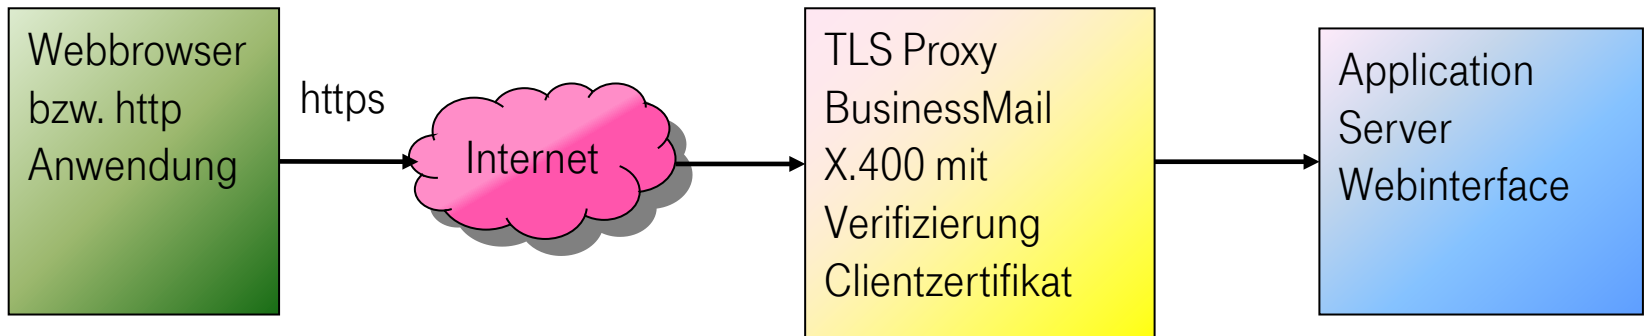 Webbrowser
bzw. http
Anwendung
https
Internet
TLS Proxy
BusinessMail
X.400 mit
Verifizierung
Clientzertifikat
Application
Server
Webinterface